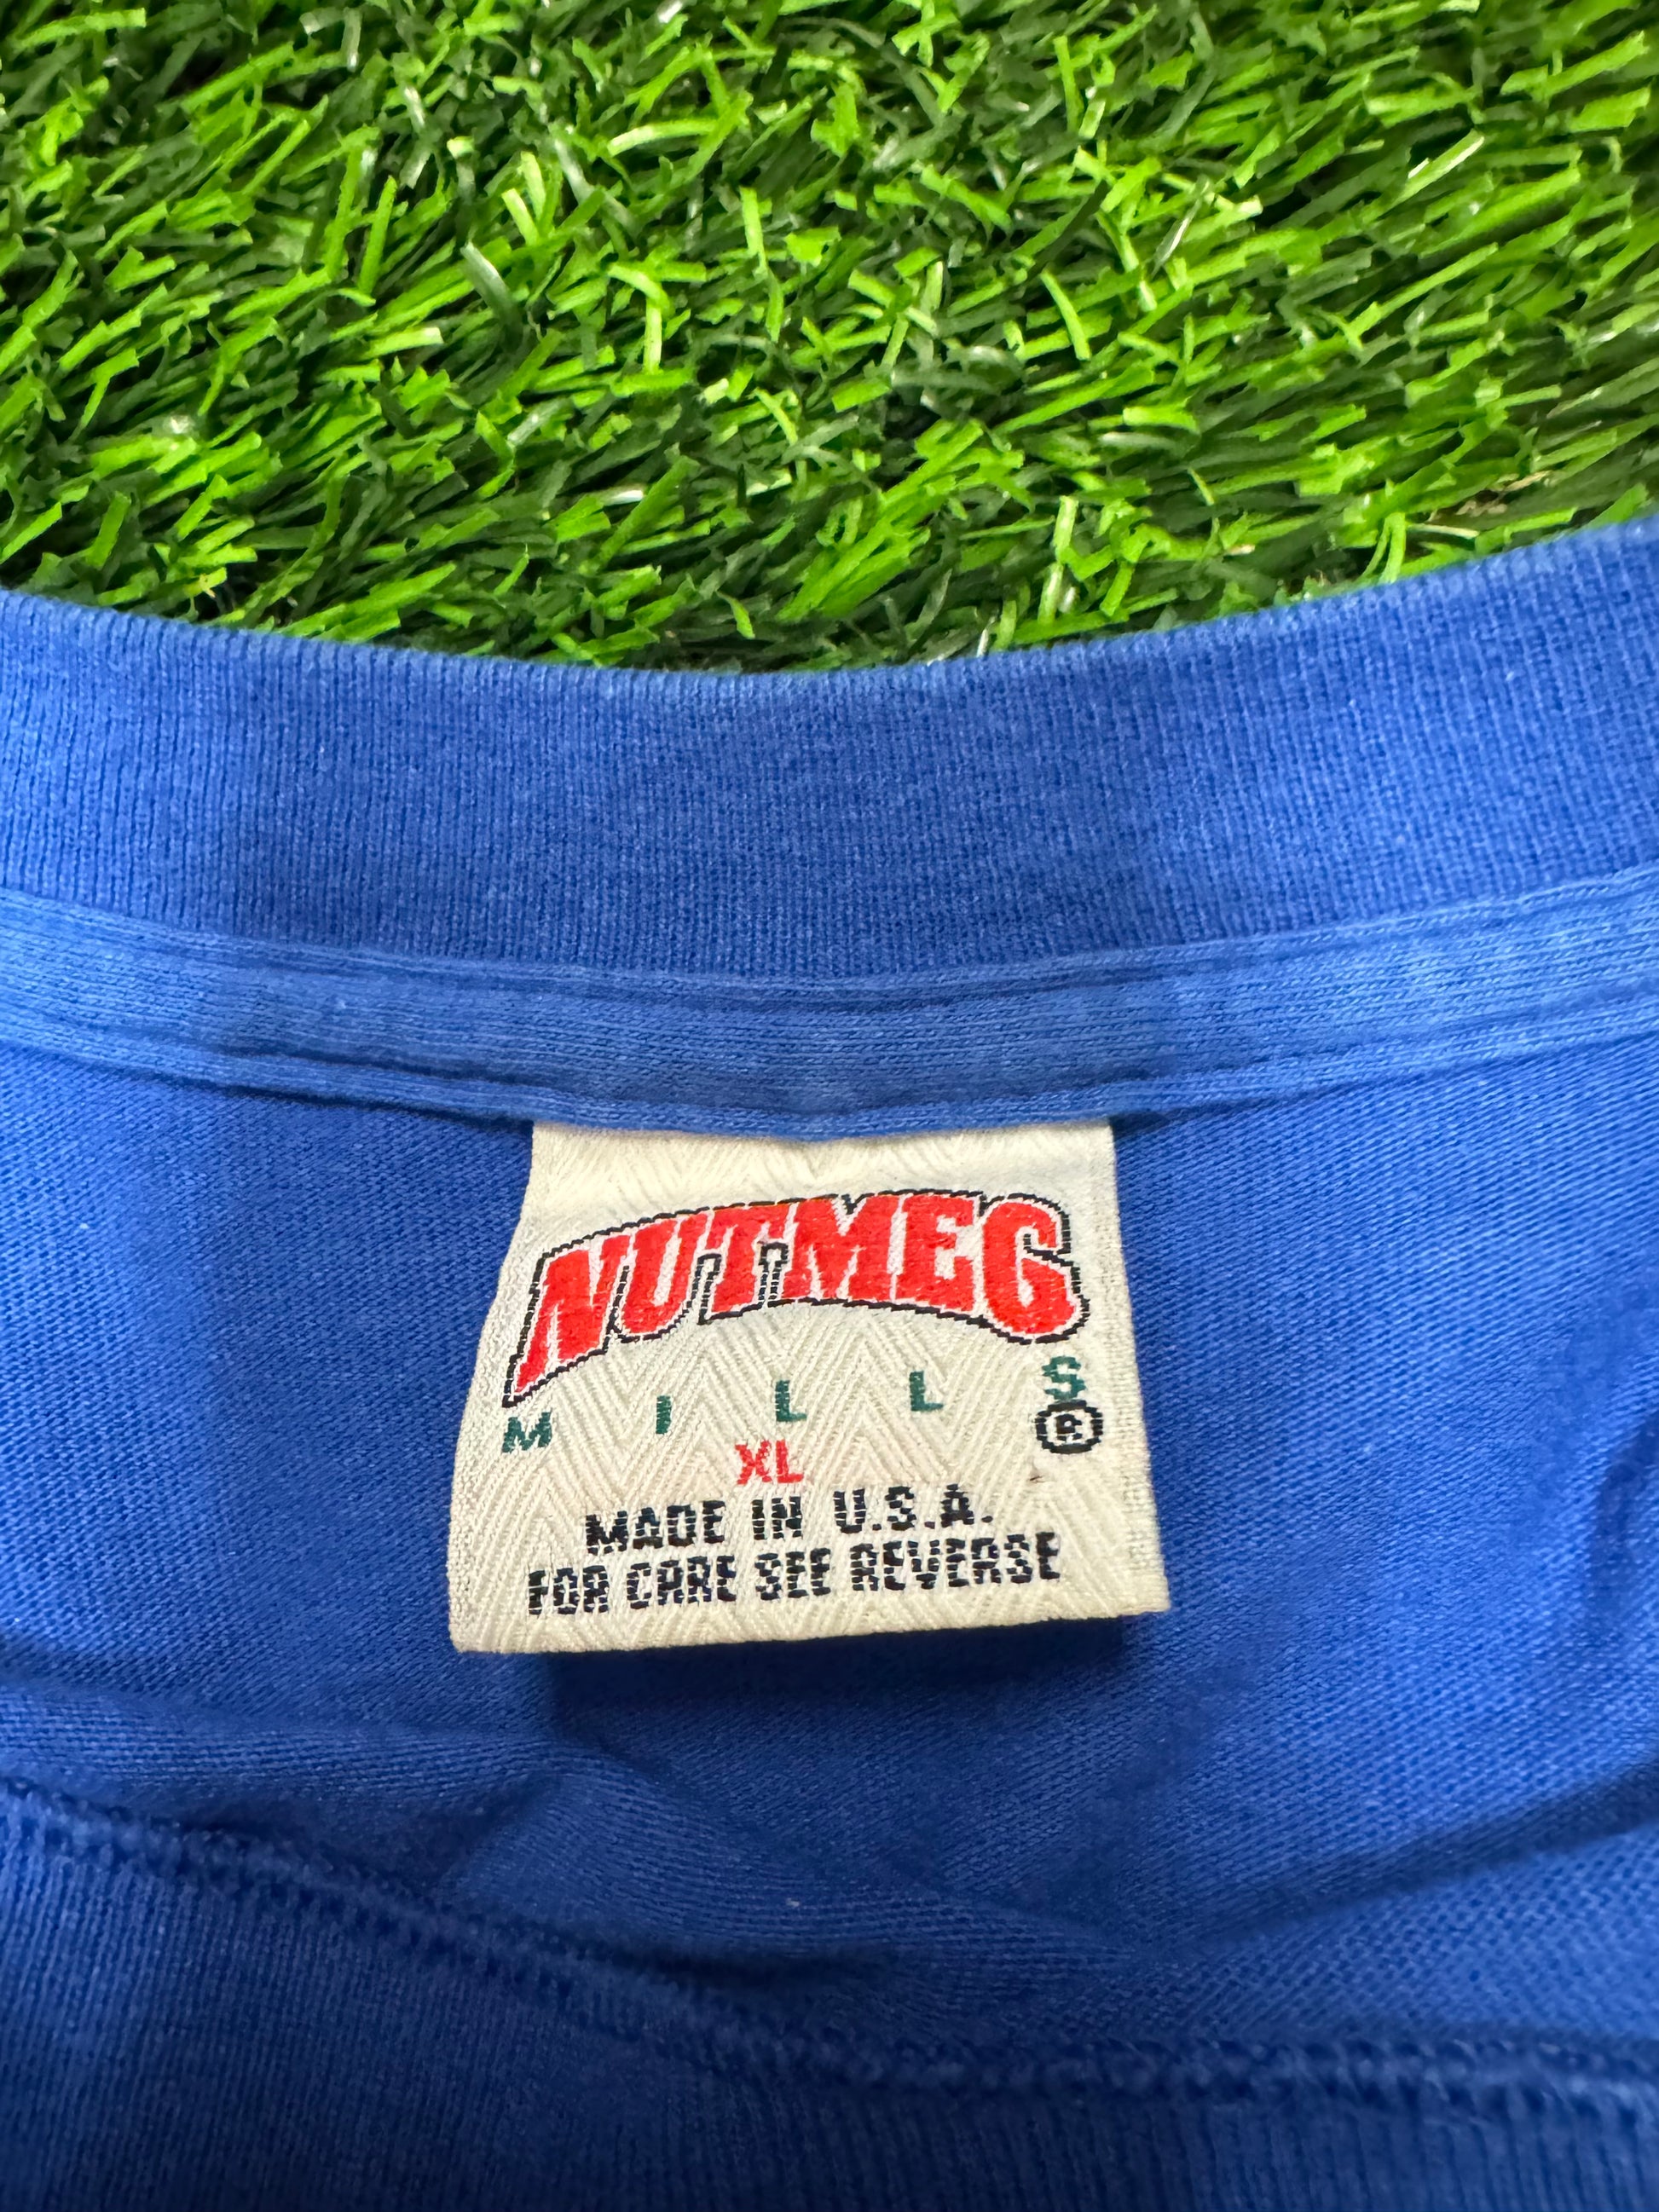 NUTMEG
MILLS®
XL
MADE IN U.S.A.
FOR CARE SEE REVERSE